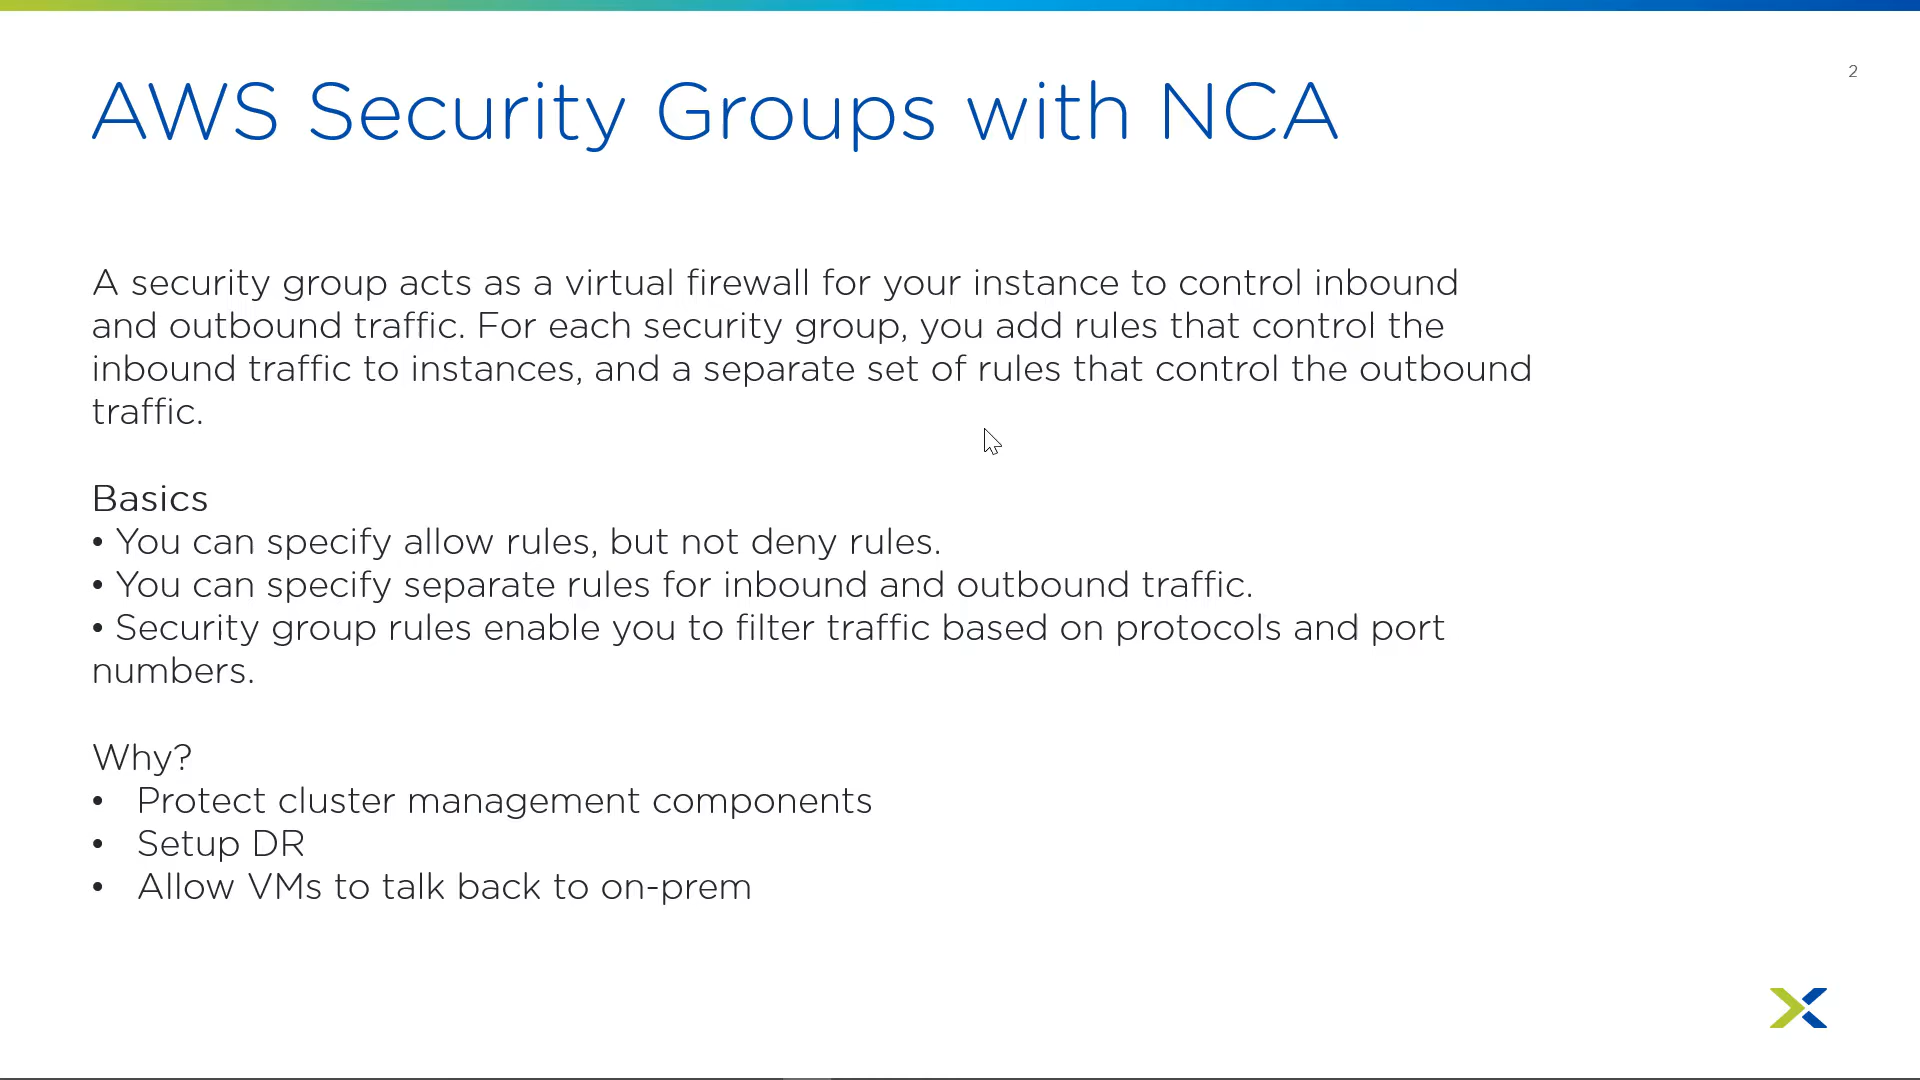 2
AWS Security Groups with NCA
A security group acts as a virtual firewall for your instance to control inbound
and outbound traffic. For each security group, you add rules that control the
inbound traffic to instances, and a separate set of rules that control the outbound
traffic.
Basics
• You can specify allow rules, but not deny rules.
• You can specify separate rules for inbound and outbound traffic.
• Security group rules enable you to filter traffic based on protocols and port
numbers.
Why?
• Protect cluster management components
• Setup DR
• Allow VMs to talk back to on-prem